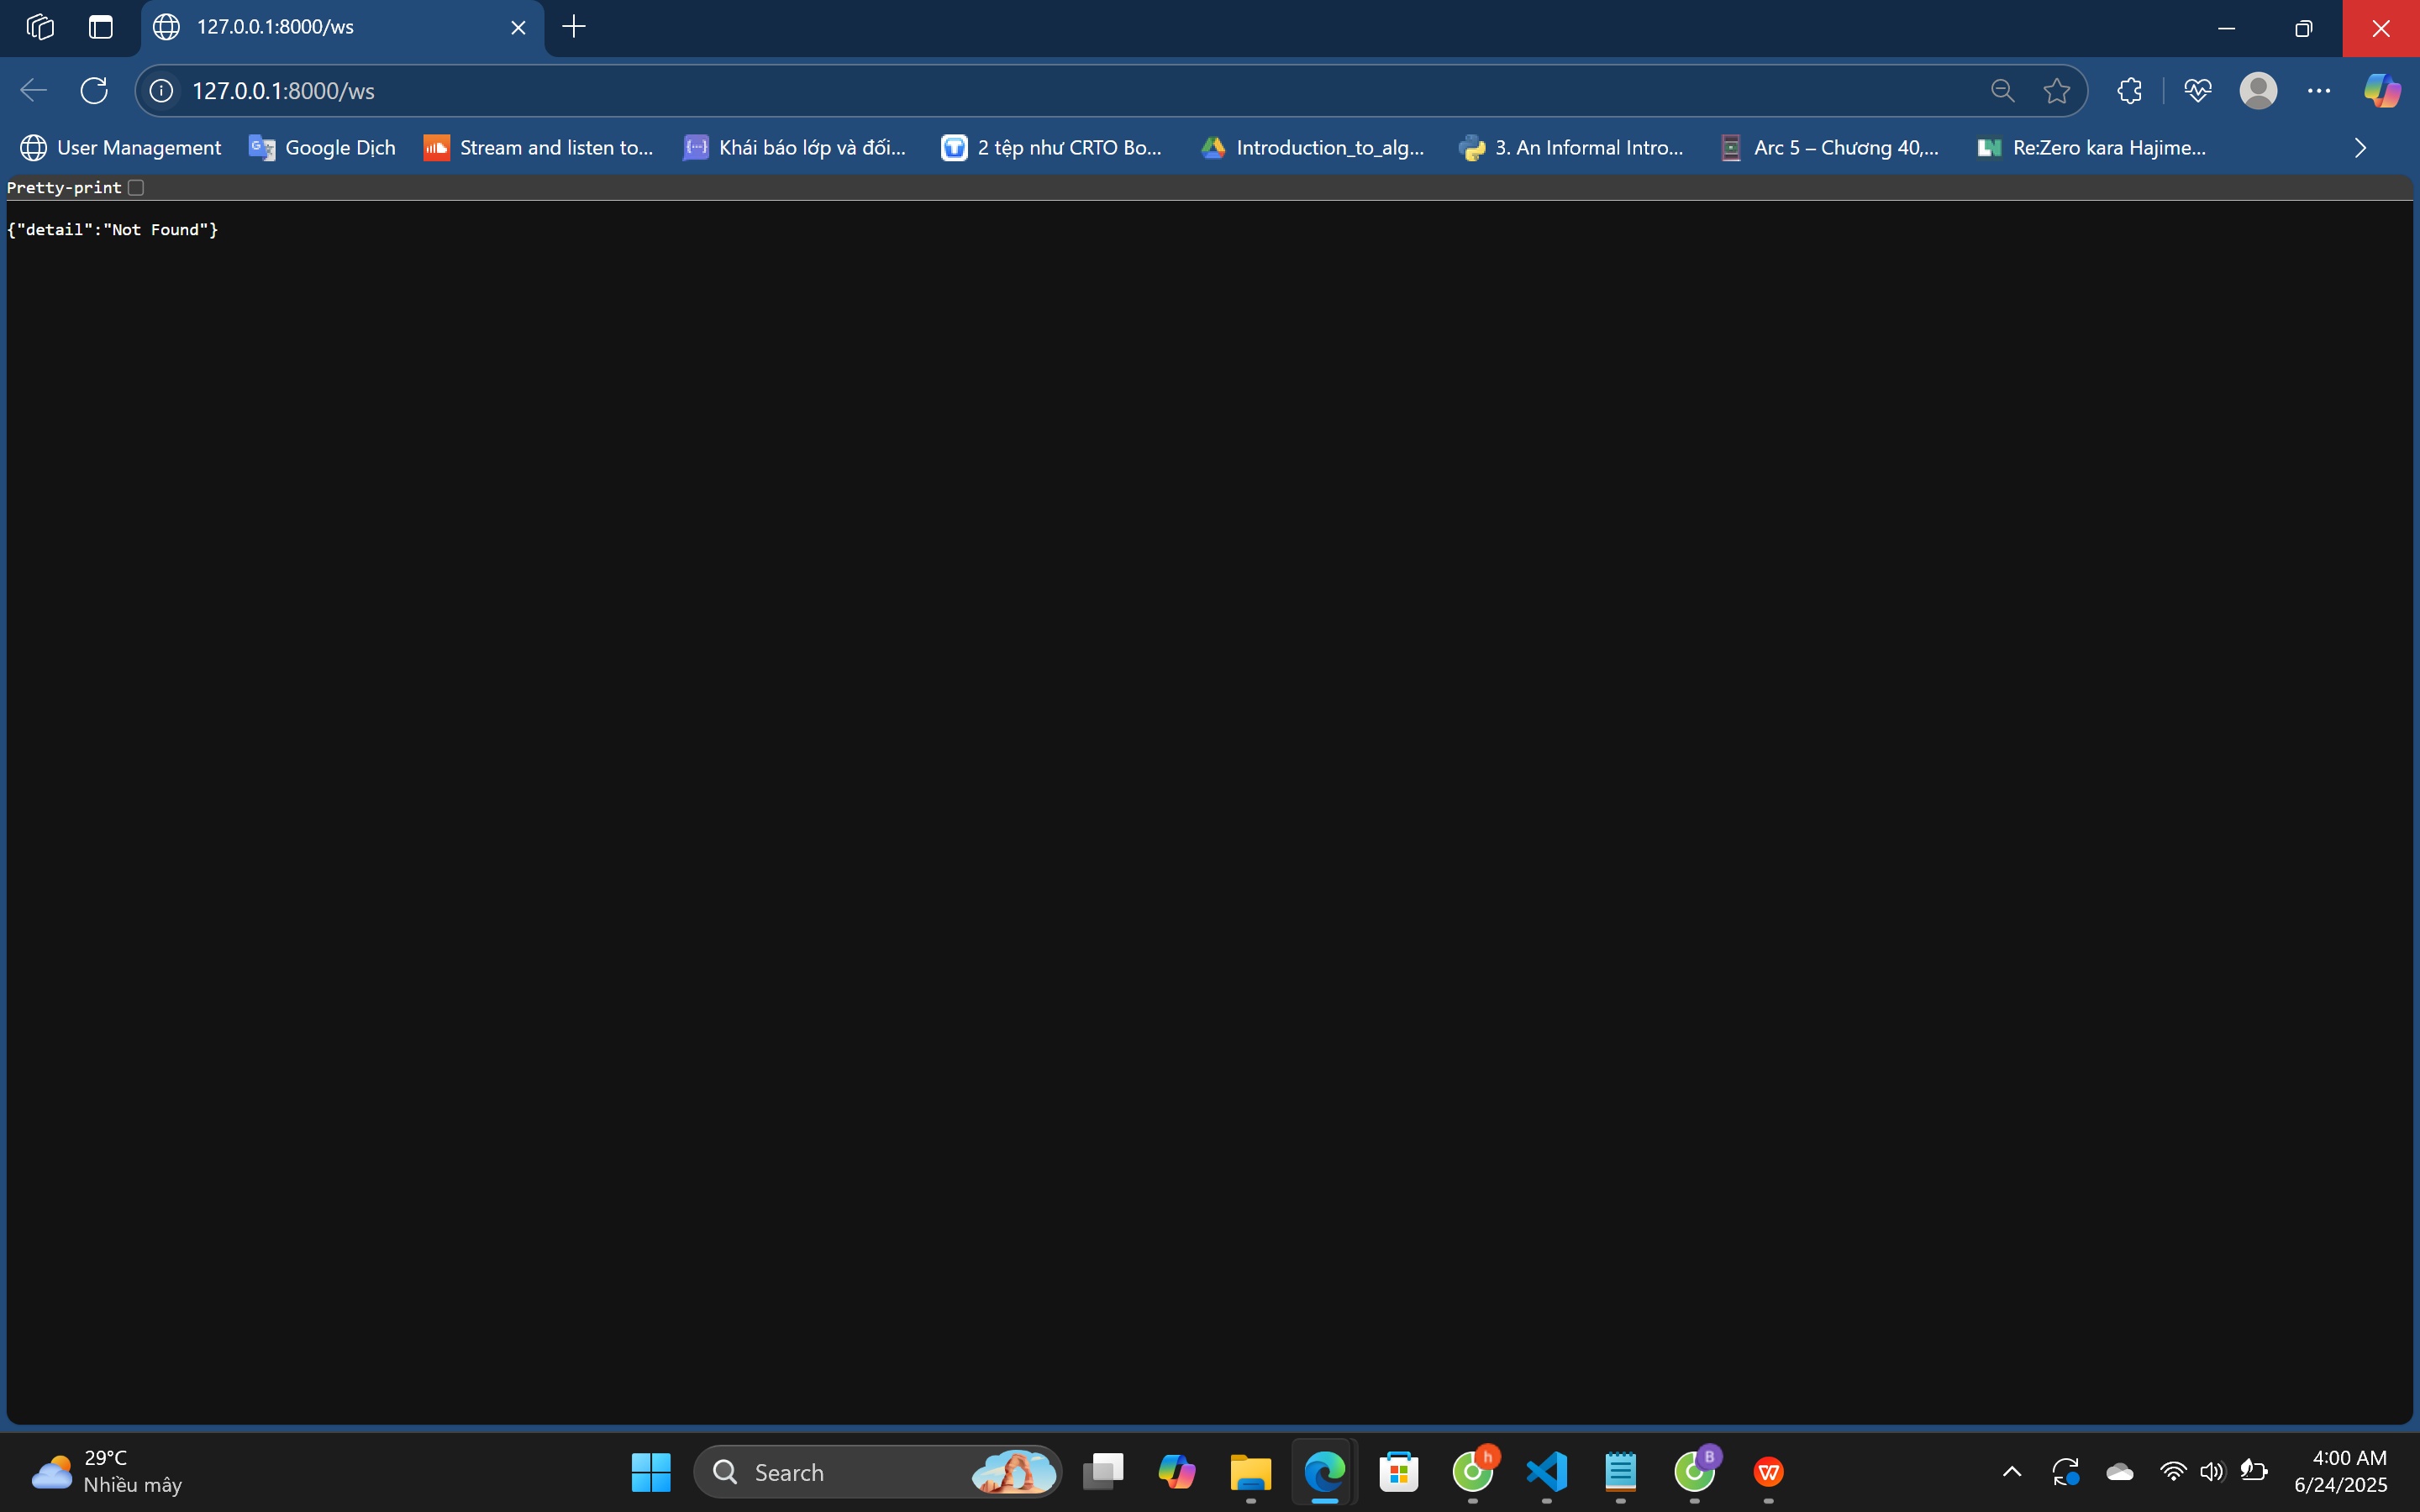 127.0.0.1:8000/ws
127.0.0.1:8000/ws
User Management Google Dịch Stream and listen to... Khái báo lớp và đối... 2 tệp như CRTO Bo... Introduction_to_alg... 3. An Informal Intro... Arc 5 – Chương 40,... Re:Zero kara Hajime...
Pretty-print
{"detail":"Not Found"}
29°C
Nhiều mây
Search
4:00 AM
6/24/2025